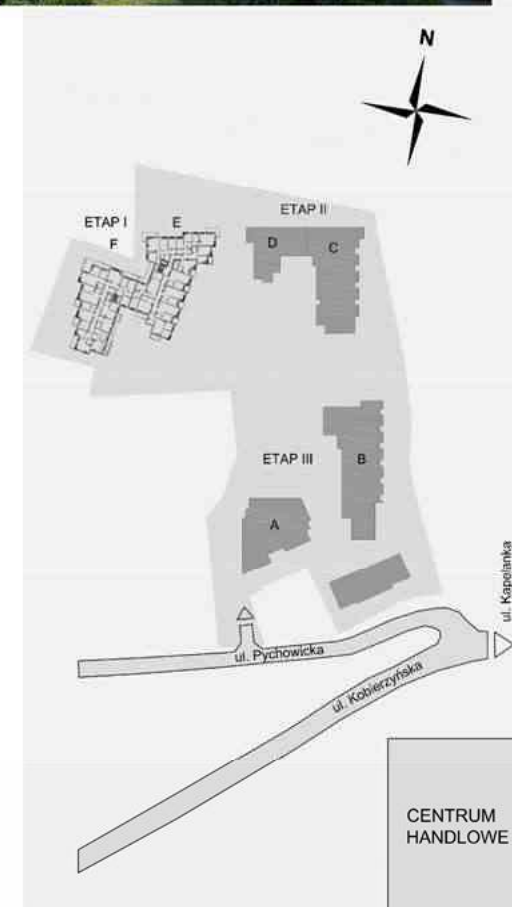 N
ETAP I
E
F
ETAP II
D
C
ETAP III
B
A
ul. Kapelanka
ul. Pychowicka
ul. Kobierzyńska
CENTRUM
HANDLOWE